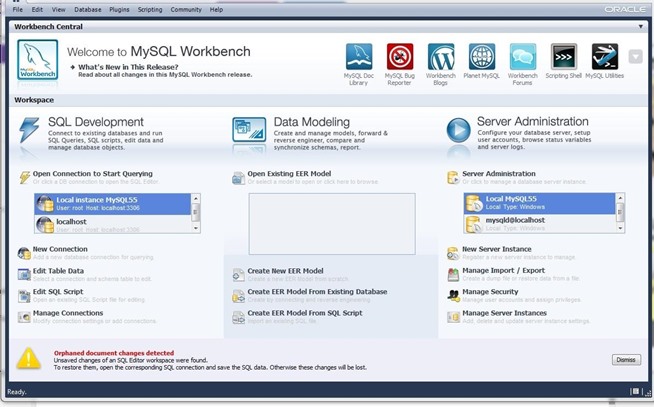 File Edit View Database Plugins Scripting Community Help ORACLE
Workbench Central
Welcome to MySQL Workbench
What's New in This Release?
Read about all changes in this MySQL Workbench release.
MySQL Workbench
MySQL Doc Library
MySQL Bug Reporter
Workbench Blogs
Planet MySQL
Workbench Forums
Scripting Shell
MySQL Utilities
Workspace
SQL Development
Connect to existing databases and run
SQL Queries, SQL scripts, edit data and
manage database objects.
Open Connection to Start Querying
Or click a DB connection to open the SQL Editor.
Local instance MySQL55
User: root Host: localhost:3306
localhost
User: root Host: localhost:3306
New Connection
Add a new database connection for querying.
Edit Table Data
Select a connection and schema table to edit.
Edit SQL Script
Open an existing SQL Script file for editing.
Manage Connections
Modify connection settings or add connections.
Data Modeling
Create and manage models, forward &
reverse engineer, compare and
synchronize schemas, report.
Open Existing EER Model
Or select a model to open or click here to browse.
Create New EER Model
Create a new EER Model from scratch.
Create EER Model From Existing Database
Create by connecting and reverse engineering.
Create EER Model From SQL Script
Import an existing SQL file.
Server Administration
Configure your database server, setup
user accounts, browse status variables
and server logs.
Server Administration
Or click to manage a database server instance.
Local MySQL55
Local Type: Windows
mysqld@localhost
Local Type: Windows
New Server Instance
Register a new server instance to manage.
Manage Import / Export
Create a dump file or restore data from a file.
Manage Security
Manage user accounts and assign privileges.
Manage Server Instances
Add, delete and update server instance settings.
Orphaned document changes detected
Unsaved changes of an SQL Editor workspace were found.
To restore them, open the corresponding SQL connection and save the SQL data. Otherwise these changes will be lost.
Dismiss
Ready.